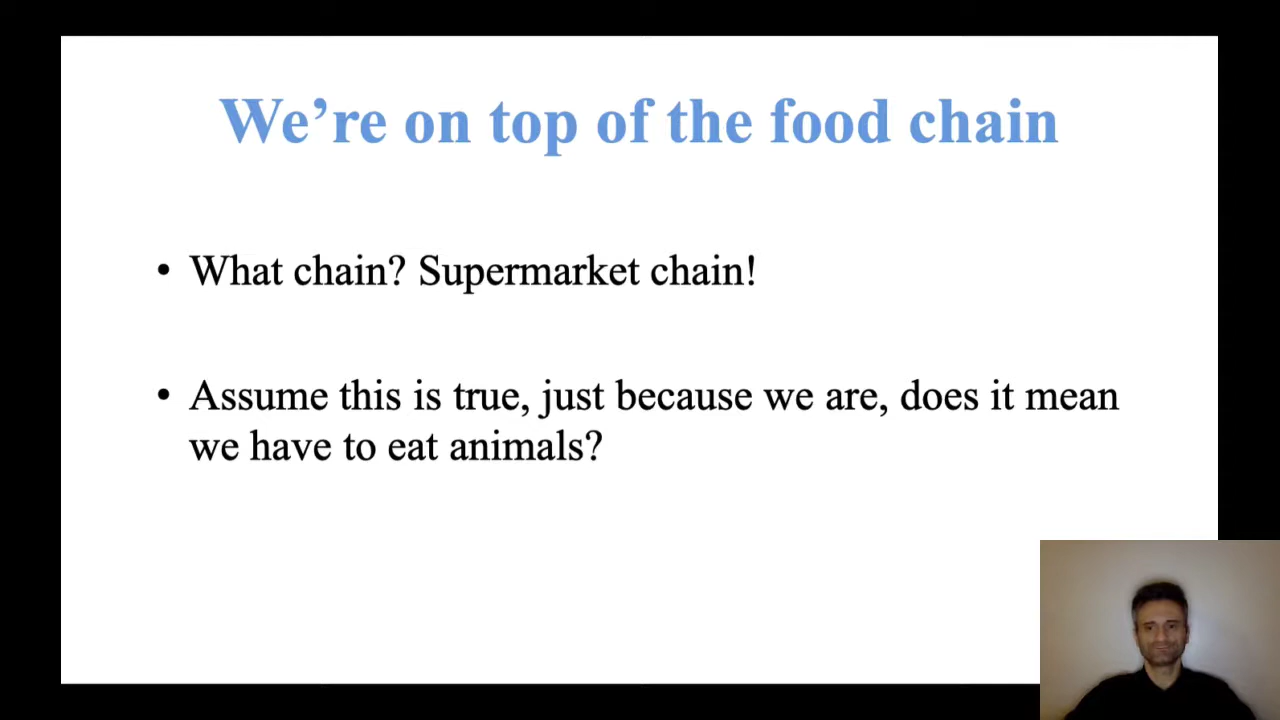 We’re on top of the food chain
• What chain? Supermarket chain!
• Assume this is true, just because we are, does it mean
we have to eat animals?